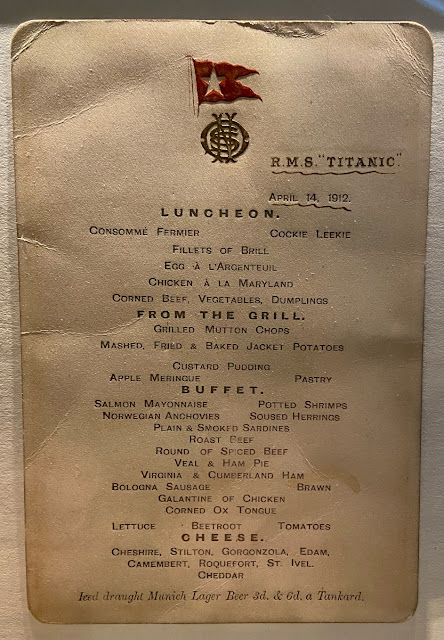 R.M.S. "TITANIC".
APRIL 14, 1912.
LUNCHEON.
CONSOMMÉ FERMIER COCKIE LEEKIE
FILLETS OF BRILL
EGG À L'ARGENTEUIL
CHICKEN À LA MARYLAND
CORNED BEEF, VEGETABLES, DUMPLINGS
FROM THE GRILL.
GRILLED MUTTON CHOPS
MASHED, FRIED & BAKED JACKET POTATOES
CUSTARD PUDDING
APPLE MERINGUE PASTRY
BUFFET.
SALMON MAYONNAISE POTTED SHRIMPS
NORWEGIAN ANCHOVIES SOUSED HERRINGS
PLAIN & SMOKED SARDINES
ROAST BEEF
ROUND OF SPICED BEEF
VEAL & HAM PIE
VIRGINIA & CUMBERLAND HAM
BOLOGNA SAUSAGE BRAWN
GALANTINE OF CHICKEN
CORNED OX TONGUE
LETTUCE BEETROOT TOMATOES
CHEESE.
CHESHIRE, STILTON, GORGONZOLA, EDAM,
CAMEMBERT, ROQUEFORT, ST. IVEL.
CHEDDAR
Iced draught Munich Lager Beer 3d. & 6d. a Tankard.